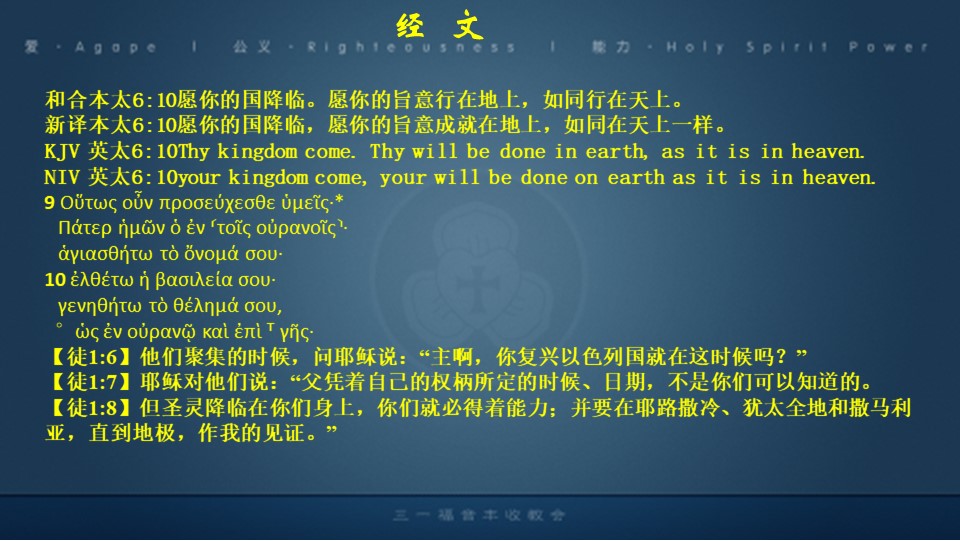 经 文
爱 · Agape | 公义 · Righteousness | 能力 · Holy Spirit Power
和合本太6:10愿你的国降临。愿你的旨意行在地上，如同行在天上。
新译本太6:10愿你的国降临，愿你的旨意成就在地上，如同在天上一样。
KJV 英太6:10Thy kingdom come. Thy will be done in earth, as it is in heaven.
NIV 英太6:10your kingdom come, your will be done on earth as it is in heaven.
9 Οὕτως οὖν προσεύχεσθε ὑμεῖς·*
Πάτερ ἡμῶν ὁ ἐν ⸂τοῖς οὐρανοῖς⸃·
ἁγιασθήτω τὸ ὄνομά σου·
10 ἐλθέτω ἡ βασιλεία σου·
γενηθήτω τὸ θέλημά σου,
° ὡς ἐν οὐρανῷ καὶ ἐπὶ ⸆ γῆς·
【徒1:6】他们聚集的时候，问耶稣说：“主啊，你复兴以色列国就在这时候吗？”
【徒1:7】耶稣对他们说：“父凭着自己的权柄所定的时候、日期，不是你们可以知道的。
【徒1:8】但圣灵降临在你们身上，你们就必得着能力；并要在耶路撒冷、犹太全地和撒马利
亚，直到地极，作我的见证。”
三一福音丰收教会